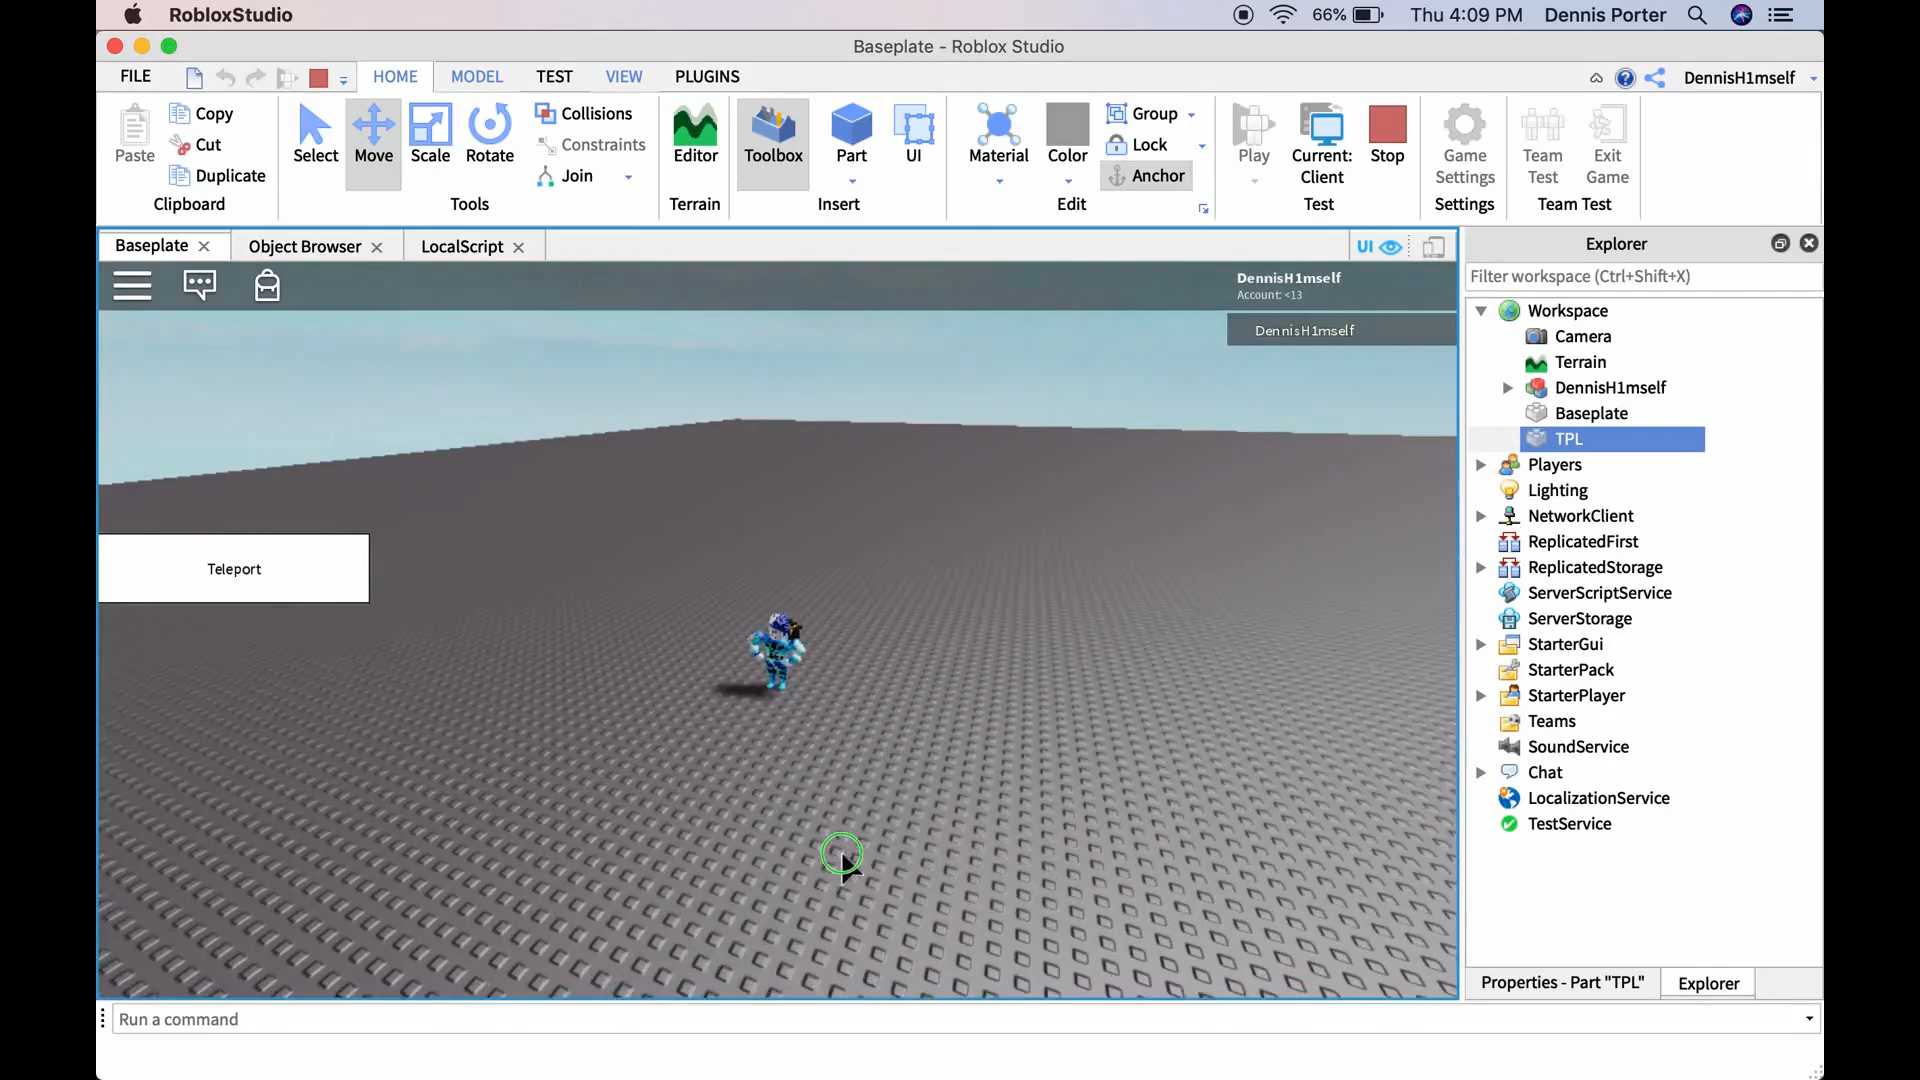 RobloxStudio
66%
Thu 4:09 PM
Dennis Porter
Baseplate - Roblox Studio
FILE
HOME
MODEL
TEST
VIEW
PLUGINS
DennisH1mself
Paste
Copy
Cut
Duplicate
Clipboard
Select
Move
Scale
Rotate
Collisions
Constraints
Join
Tools
Editor
Terrain
Toolbox
Part
UI
Insert
Material
Color
Group
Lock
Anchor
Edit
Play
Current:
Client
Stop
Test
Game
Settings
Settings
Team
Test
Exit
Game
Team Test
Baseplate
Object Browser
LocalScript
UI
DennisH1mself
Account: <13
DennisH1mself
Teleport
Explorer
Filter workspace (Ctrl+Shift+X)
Workspace
Camera
Terrain
DennisH1mself
Baseplate
TPL
Players
Lighting
NetworkClient
ReplicatedFirst
ReplicatedStorage
ServerScriptService
ServerStorage
StarterGui
StarterPack
StarterPlayer
Teams
SoundService
Chat
LocalizationService
TestService
Properties - Part "TPL"
Explorer
Run a command